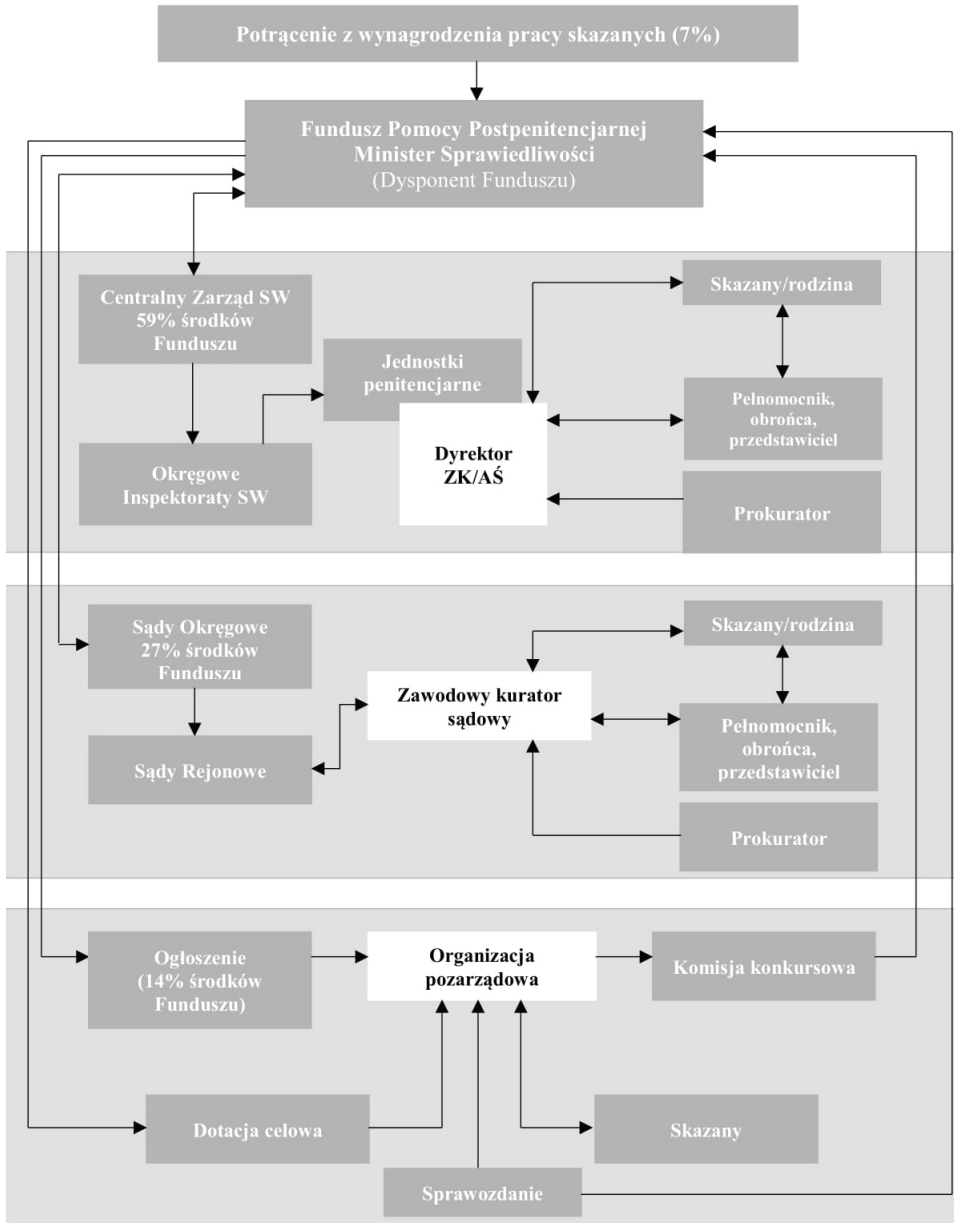 Potrącenie z wynagrodzenia pracy skazanych (7%)
Fundusz Pomocy Postpenitencjarnej
Minister Sprawiedliwości
(Dysponent Funduszu)
Centralny Zarząd SW
59% środków
Funduszu
Jednostki
penitencjarne
Skazany/rodzina
Pełnomocnik,
obrońca,
przedstawiciel
Dyrektor
ZK/AŚ
Okręgowe
Inspektoraty SW
Prokurator
Sądy Okręgowe
27% środków
Funduszu
Skazany/rodzina
Zawodowy kurator
sądowy
Pełnomocnik,
obrońca,
przedstawiciel
Sądy Rejonowe
Prokurator
Ogłoszenie
(14% środków
Funduszu)
Organizacja
pozarządowa
Komisja konkursowa
Dotacja celowa
Skazany
Sprawozdanie